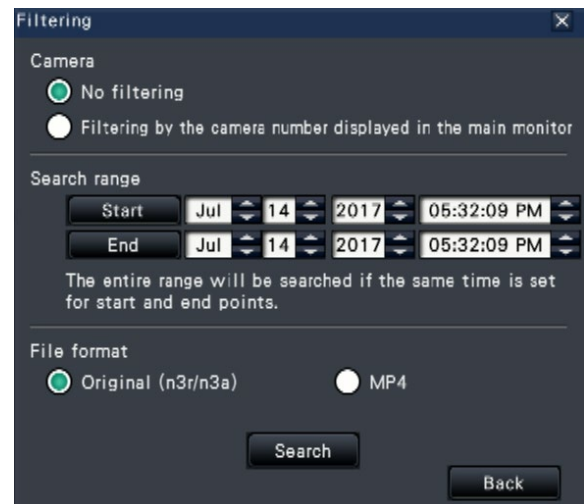 Filtering
Camera
No filtering
Filtering by the camera number displayed in the main monitor
Search range
Start Jul 14 2017 05:32:09 PM
End Jul 14 2017 05:32:09 PM
The entire range will be searched if the same time is set
for start and end points.
File format
Original (n3r/n3a) MP4
Search
Back